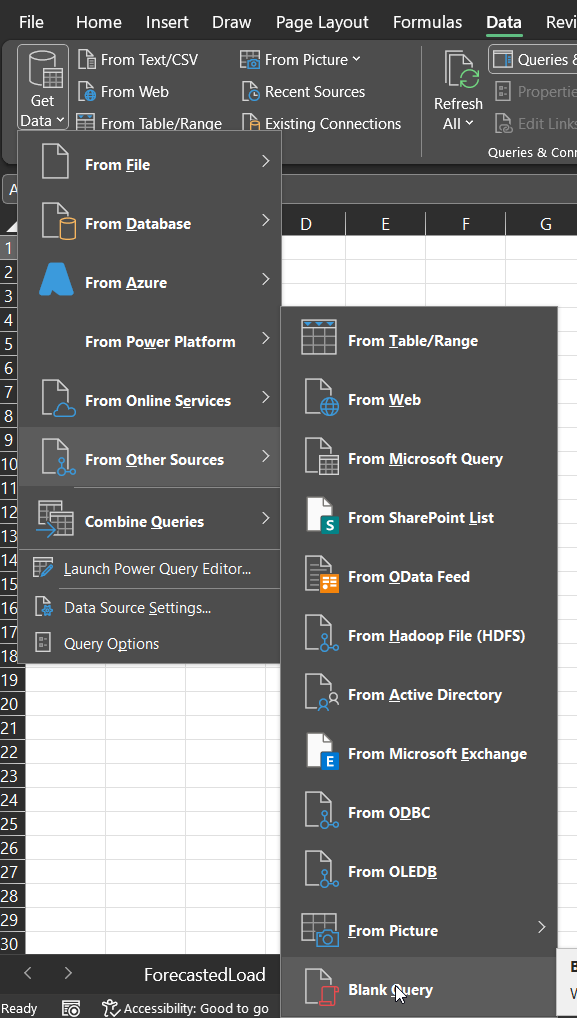 File Home Insert Draw Page Layout Formulas Data
From Text/CSV From Picture Queries &
Get Data From Web Recent Sources Refresh All
From Table/Range Existing Connections Edit Links
Queries & Con
From File
From Database D E F G
From Azure
From Power Platform
From Online Services
From Other Sources
Combine Queries
Launch Power Query Editor...
Data Source Settings...
Query Options
From Table/Range
From Web
From Microsoft Query
From SharePoint List
From OData Feed
From Hadoop File (HDFS)
From Active Directory
From Microsoft Exchange
From ODBC
From OLEDB
From Picture
Blank Query
1
2
3
4
5
6
7
8
9
10
11
12
13
14
15
16
17
18
19
20
21
22
23
24
25
26
27
28
29
30
ForecastedLoad
Ready Accessibility: Good to go